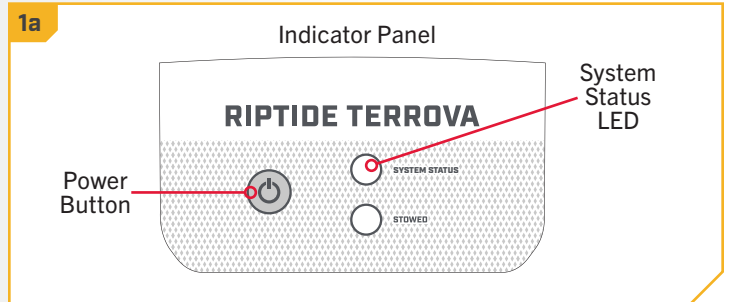 1a
Indicator Panel
System
Status
LED
RIPTIDE TERROVA
SYSTEM STATUS
Power
Button
STOWED